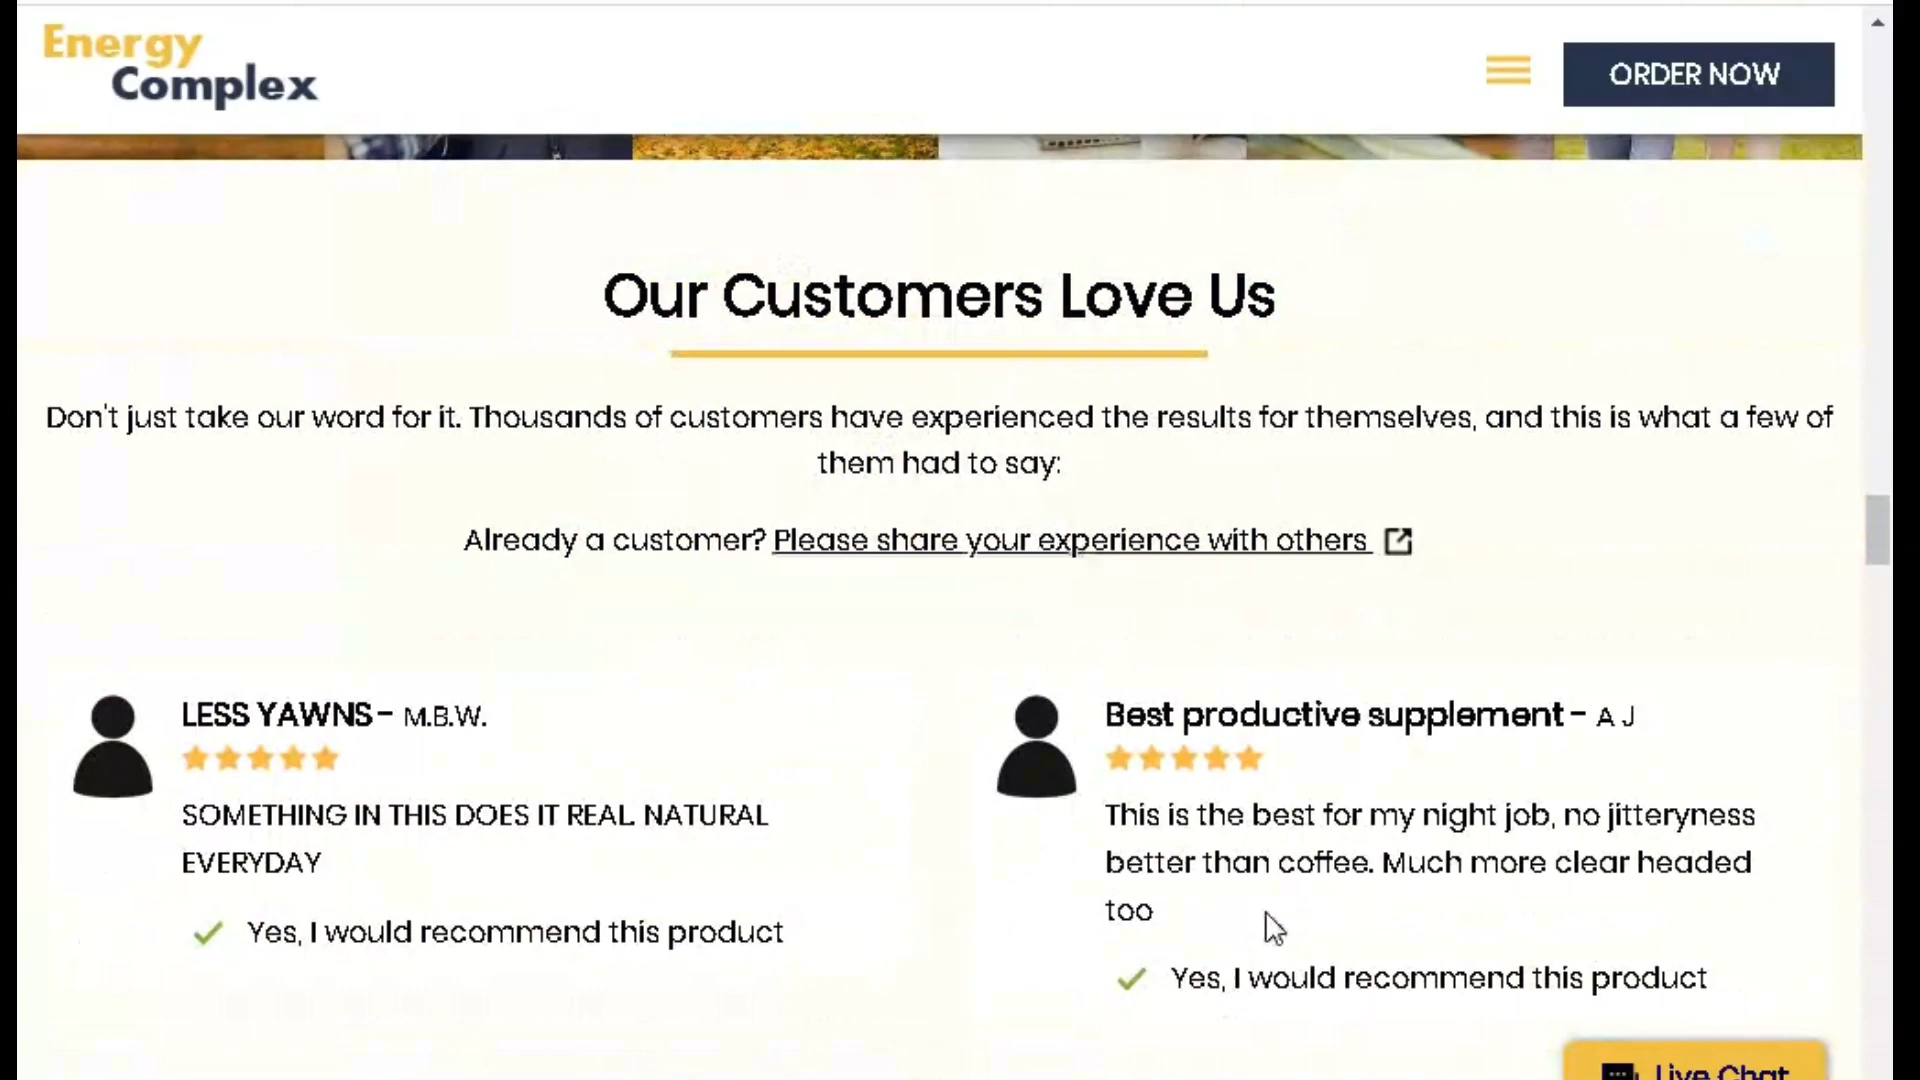 Energy
Complex
ORDER NOW
Our Customers Love Us
Don't just take our word for it. Thousands of customers have experienced the results for themselves, and this is what a few of
them had to say:
Already a customer? Please share your experience with others
LESS YAWNS - M.B.W.
SOMETHING IN THIS DOES IT REAL. NATURAL
EVERYDAY
Yes, I would recommend this product
Best productive supplement - A J
This is the best for my night job, no jitteryness
better than coffee. Much more clear headed
too
Yes, I would recommend this product
Live Chat